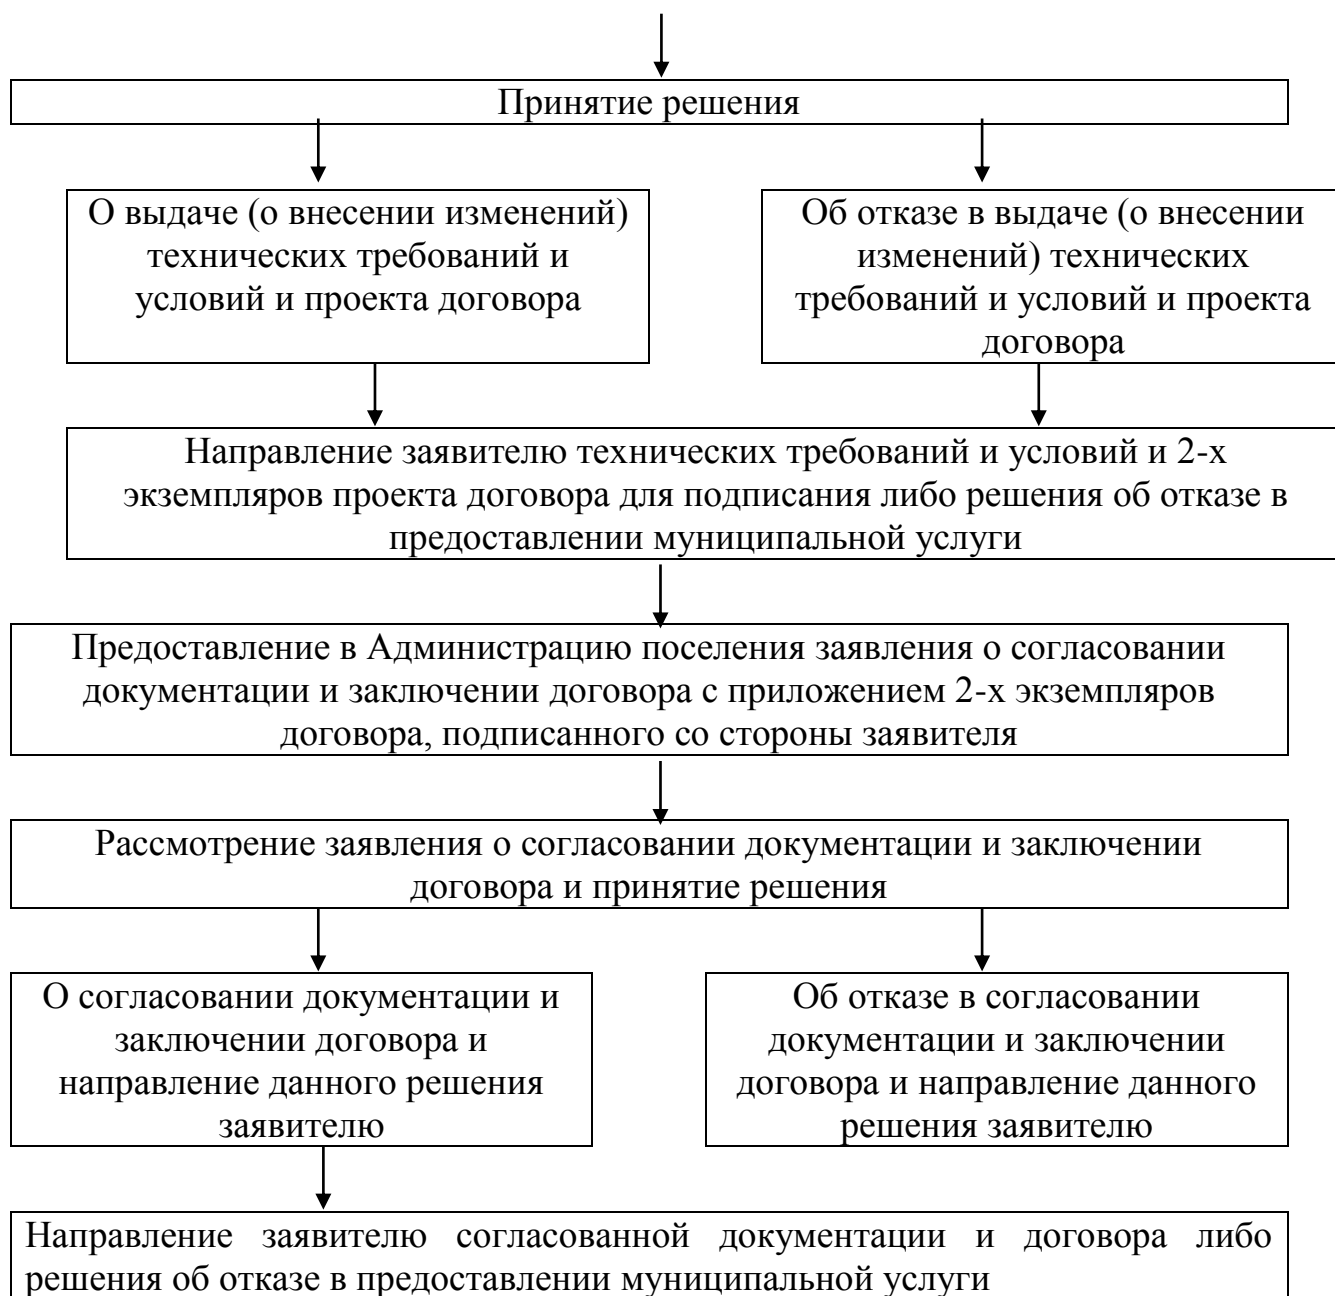 Принятие решения
О выдаче (о внесении изменений)
технических требований и
условий и проекта договора
Об отказе в выдаче (о внесении
изменений) технических
требований и условий и проекта
договора
Направление заявителю технических требований и условий и 2-х
экземпляров проекта договора для подписания либо решения об отказе в
предоставлении муниципальной услуги
Предоставление в Администрацию поселения заявления о согласовании
документации и заключении договора с приложением 2-х экземпляров
договора, подписанного со стороны заявителя
Рассмотрение заявления о согласовании документации и заключении
договора и принятие решения
О согласовании документации и
заключении договора и
направление данного решения
заявителю
Об отказе в согласовании
документации и заключении
договора и направление данного
решения заявителю
Направление заявителю согласованной документации и договора либо
решения об отказе в предоставлении муниципальной услуги